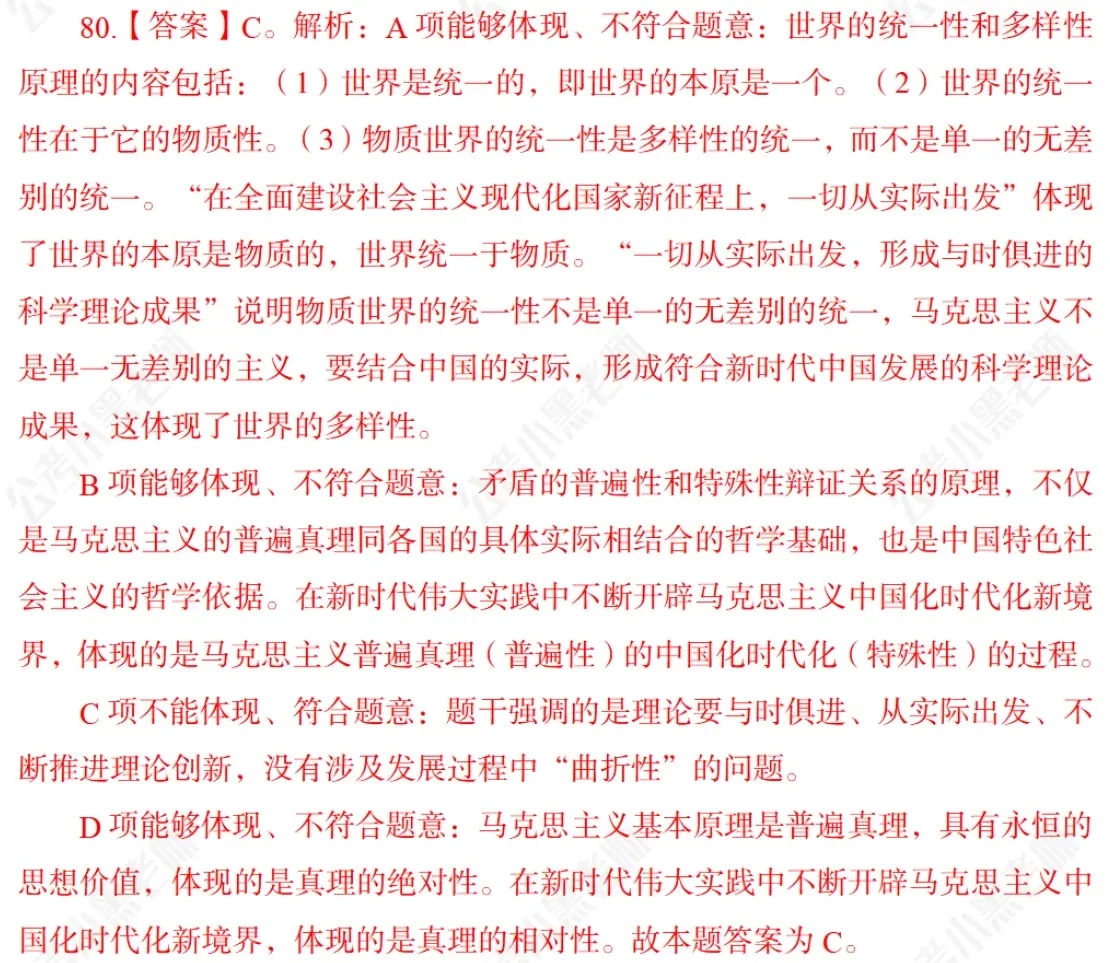 80.【答案】C。解析：A 项能够体现、不符合题意：世界的统一性和多样性
原理的内容包括：（1）世界是统一的，即世界的本原是一个。（2）世界的统一
性在于它的物质性。（3）物质世界的统一性是多样性的统一，而不是单一的无差
别的统一。“在全面建设社会主义现代化国家新征程上，一切从实际出发”体现
了世界的本原是物质的，世界统一于物质。“一切从实际出发，形成与时俱进的
科学理论成果”说明物质世界的统一性不是单一的无差别的统一，马克思主义不
是单一无差别的主义，要结合中国的实际，形成符合新时代中国发展的科学理论
成果，这体现了世界的多样性。
B 项能够体现、不符合题意：矛盾的普遍性和特殊性辩证关系的原理，不仅
是马克思主义的普遍真理同各国的具体实际相结合的哲学基础，也是中国特色社
会主义的哲学依据。在新时代伟大实践中不断开辟马克思主义中国化时代化新境
界，体现的是马克思主义普遍真理（普遍性）的中国化时代化（特殊性）的过程。
C 项不能体现、符合题意：题干强调的是理论要与时俱进、从实际出发、不
断推进理论创新，没有涉及发展过程中“曲折性”的问题。
D 项能够体现、不符合题意：马克思主义基本原理是普遍真理，具有永恒的
思想价值，体现的是真理的绝对性。在新时代伟大实践中不断开辟马克思主义中
国化时代化新境界，体现的是真理的相对性。故本题答案为 C。
公考小黑老师
公考小黑老师
公考小黑老师